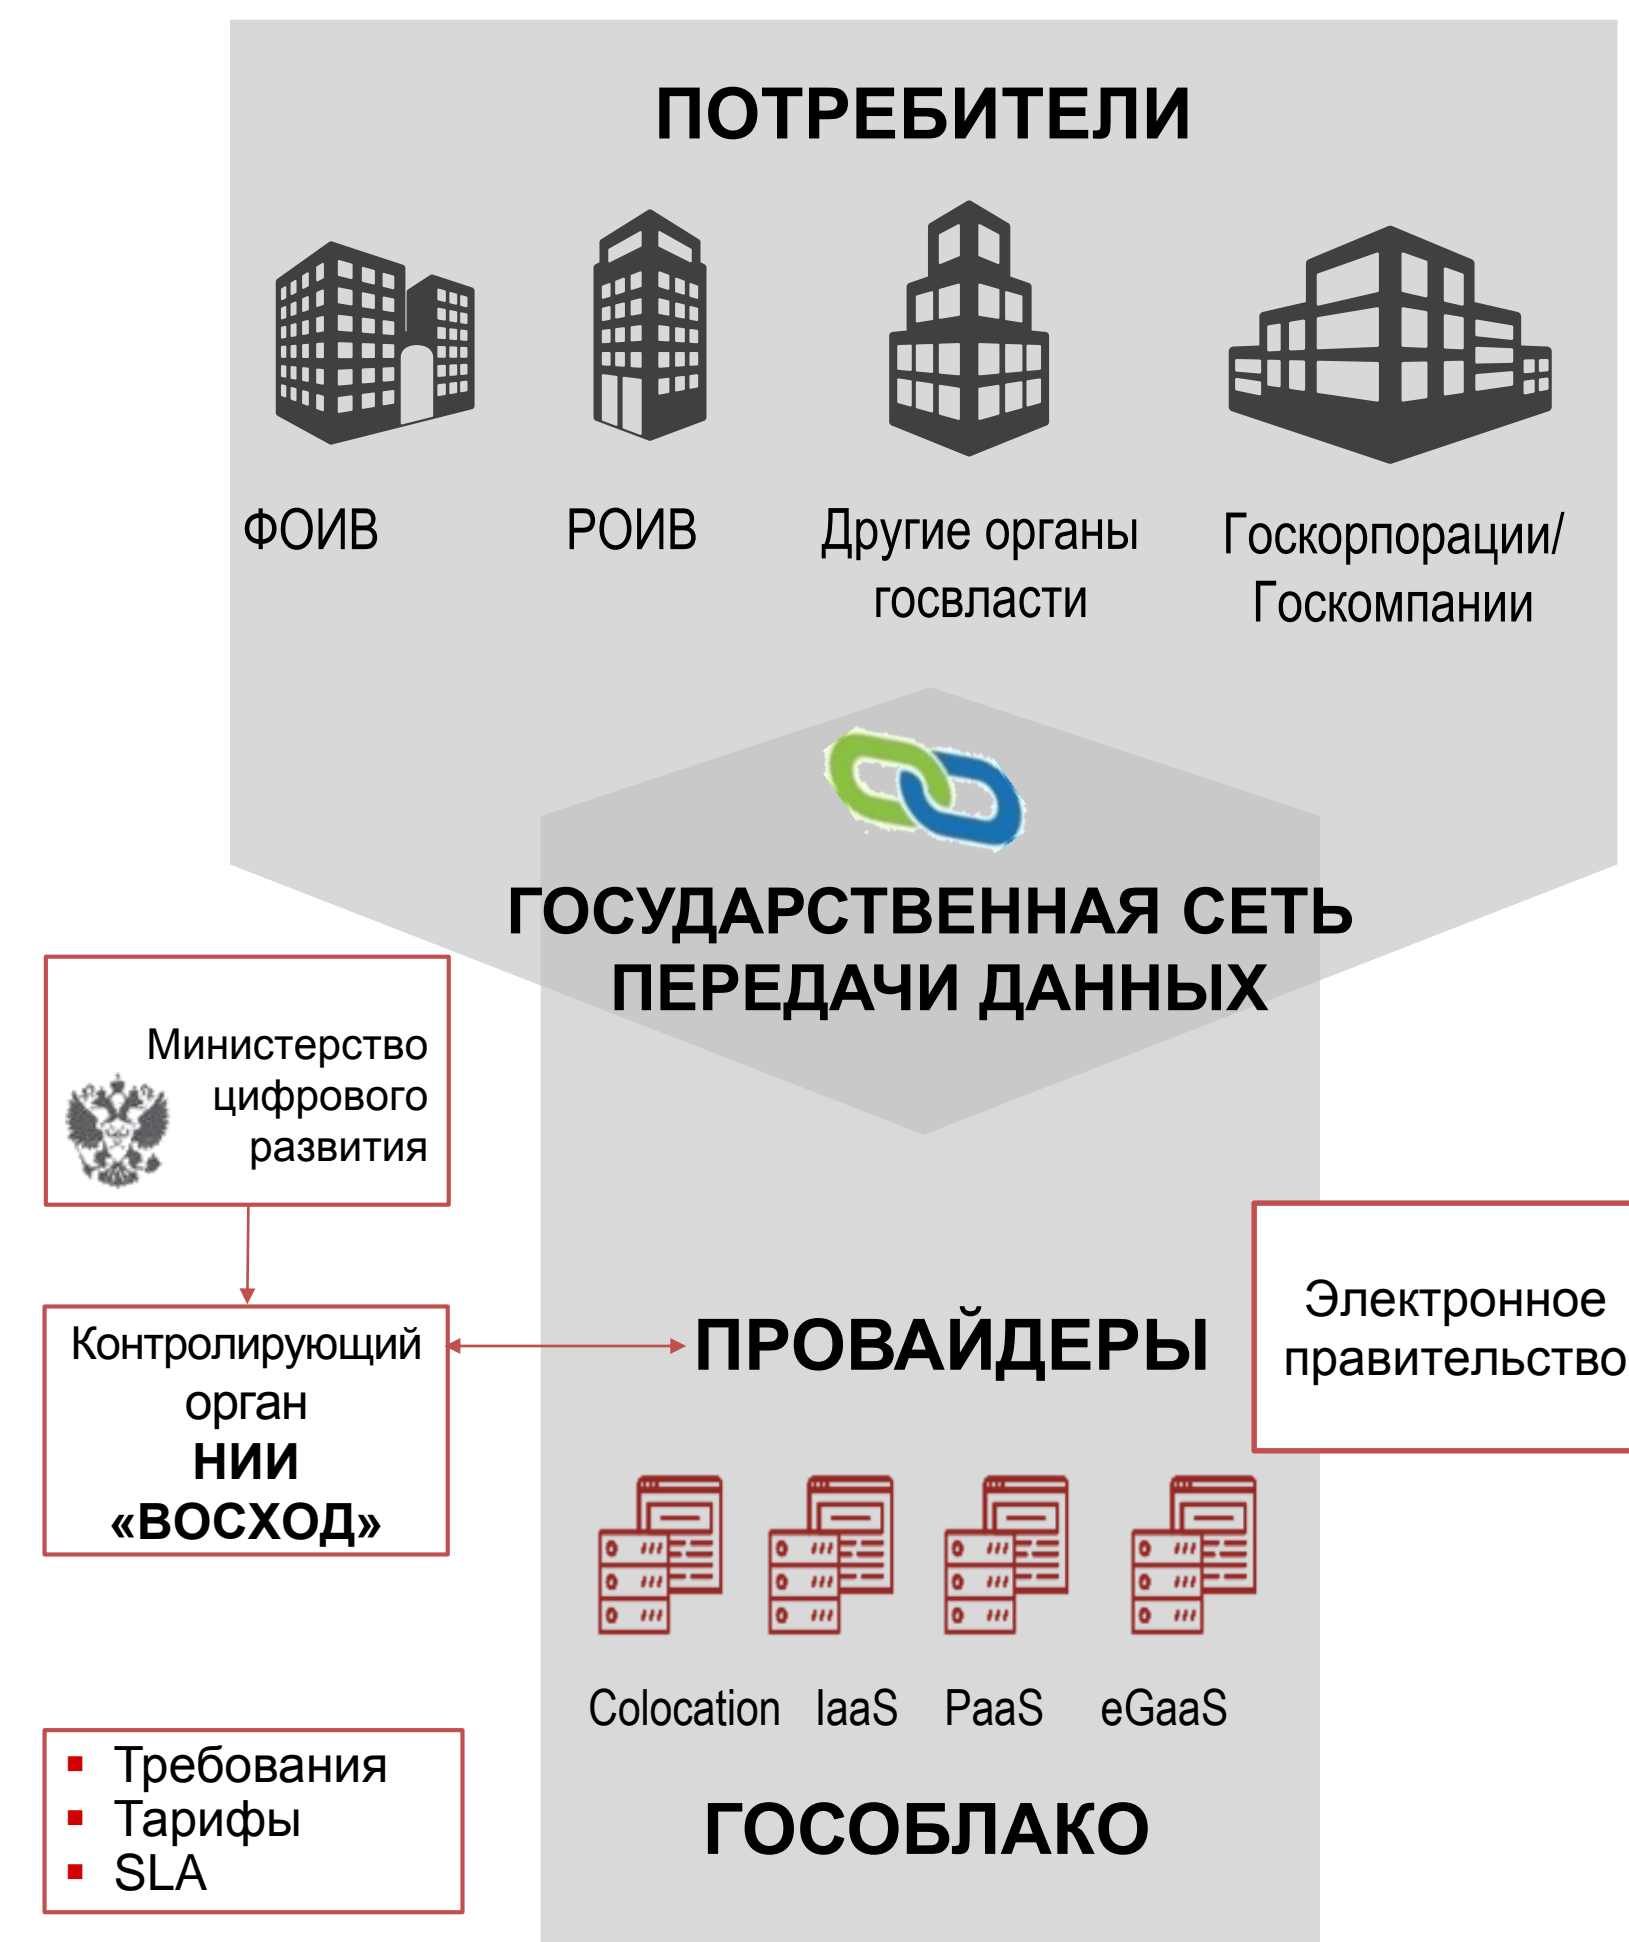 ПОТРЕБИТЕЛИ
ФОИВ
РОИВ
Другие органы
госвласти
Госкорпорации/
Госкомпании
ГОСУДАРСТВЕННАЯ СЕТЬ
ПЕРЕДАЧИ ДАННЫХ
Министерство
цифрового
развития
Контролирующий
орган
НИИ
«ВОСХОД»
ПРОВАЙДЕРЫ
Электронное
правительство
Colocation
IaaS
PaaS
eGaaS
▪ Требования
▪ Тарифы
▪ SLA
ГОСОБЛАКО